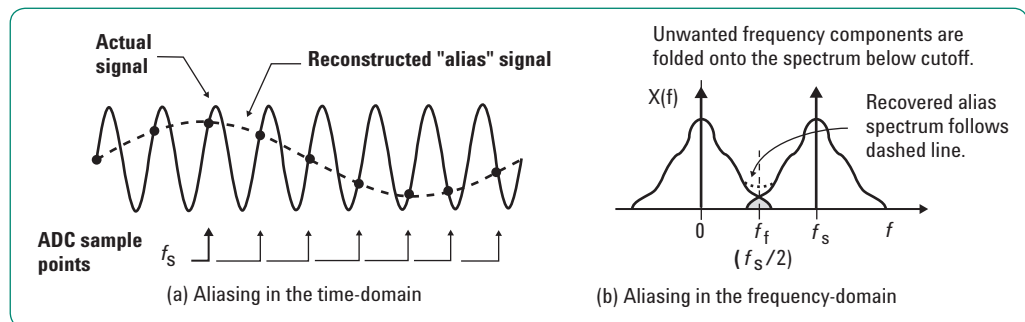 Actual
signal
Reconstructed "alias" signal
ADC sample
points
fs
(a) Aliasing in the time-domain
Unwanted frequency components are
folded onto the spectrum below cutoff.
X(f)
Recovered alias
spectrum follows
dashed line.
0
ff
fs
f
(fs/2)
(b) Aliasing in the frequency-domain